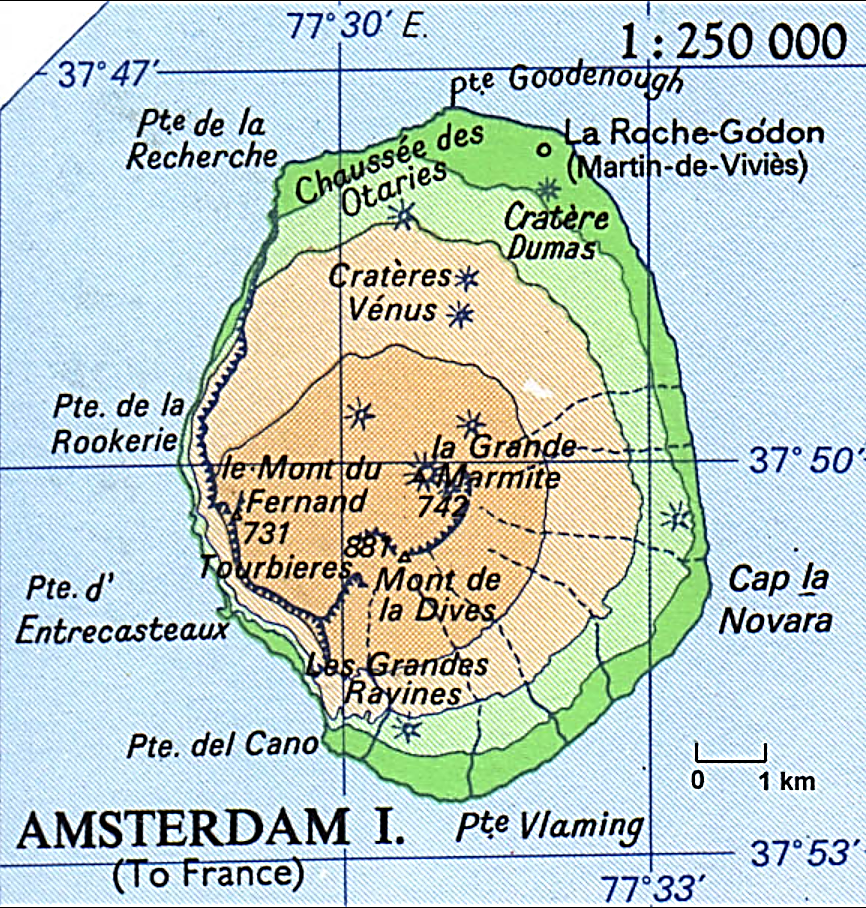 77°30' E.
1 : 250 000
37°47'
pte Goodenough
Pte de la
Recherche
Chaussée des
Otaries
La Roche-Godon
(Martin-de-Viviès)
Cratère
Dumas
Cratères
Vénus
Pte. de la
Rookerie
la Grande
Marmite
742
37°50'
le Mont du
Fernand
731
881
Tourbieres
Mont de
la Dives
Pte. d'
Entrecasteaux
Cap la
Novara
Les Grandes
Ravines
Pte. del Cano
0 1 km
AMSTERDAM I.
(To France)
Pte Vlaming
37°53'
77°33'